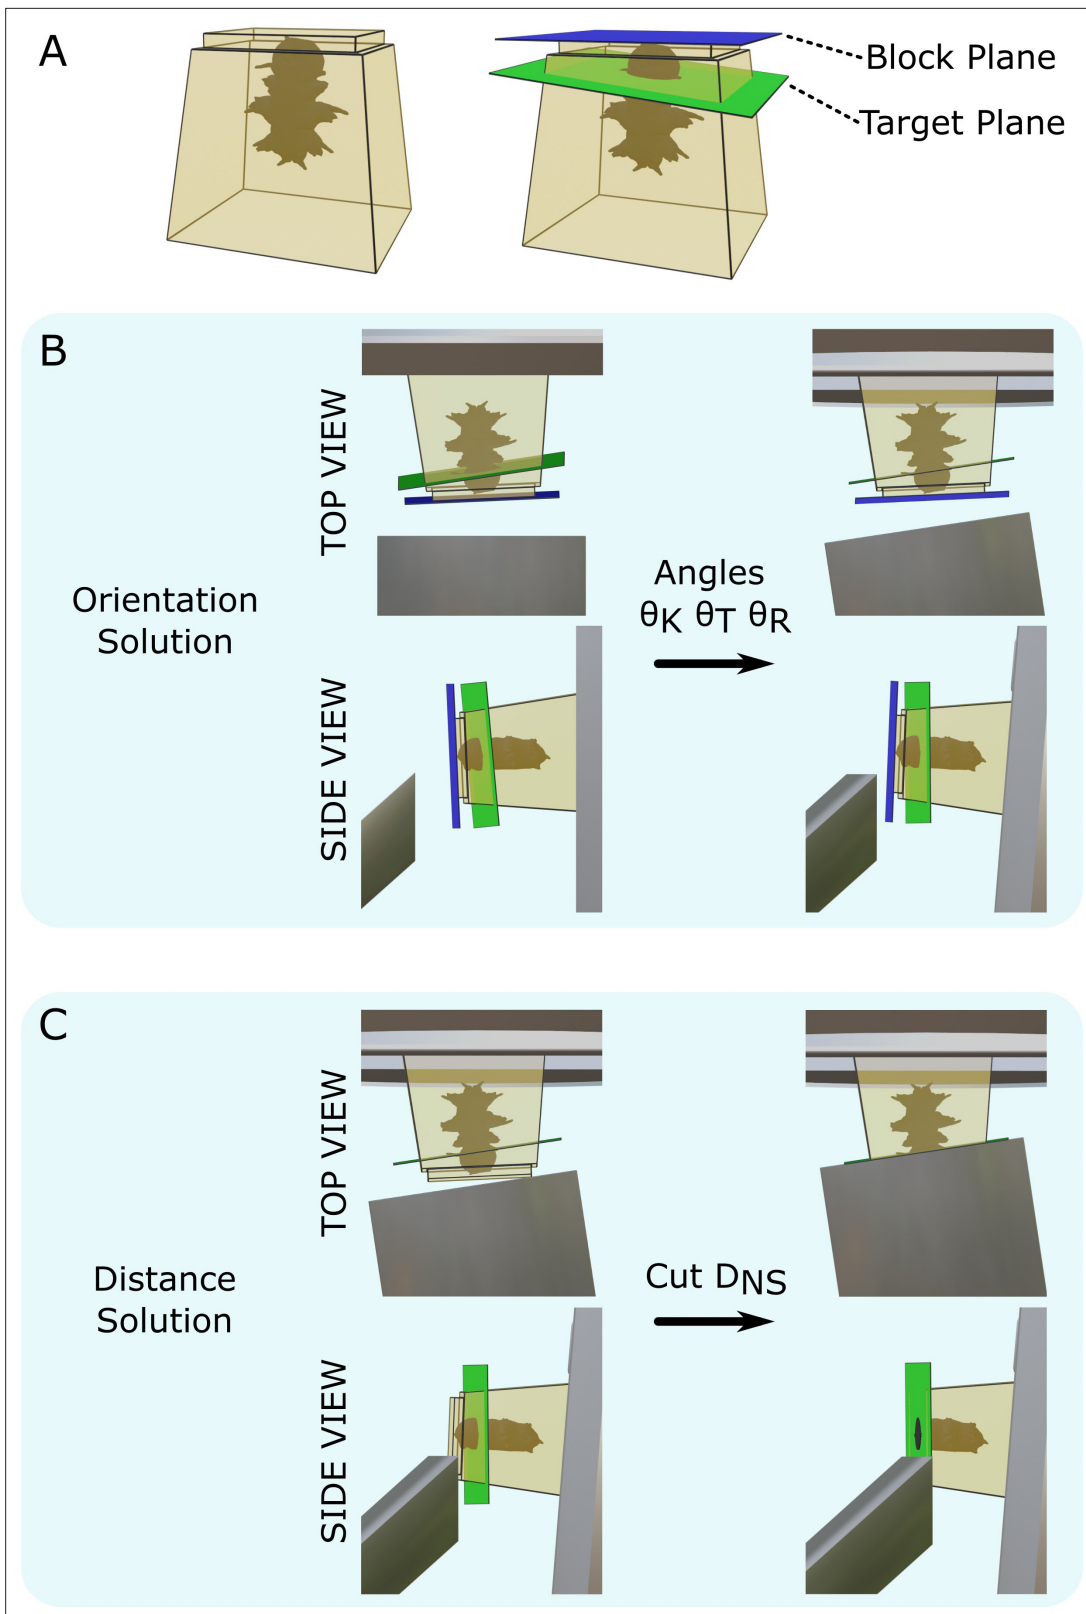 A
Block Plane
Target Plane
B
TOP VIEW
Orientation
Solution
Angles
θK θT θR
SIDE VIEW
C
TOP VIEW
Distance
Solution
Cut DNS
SIDE VIEW